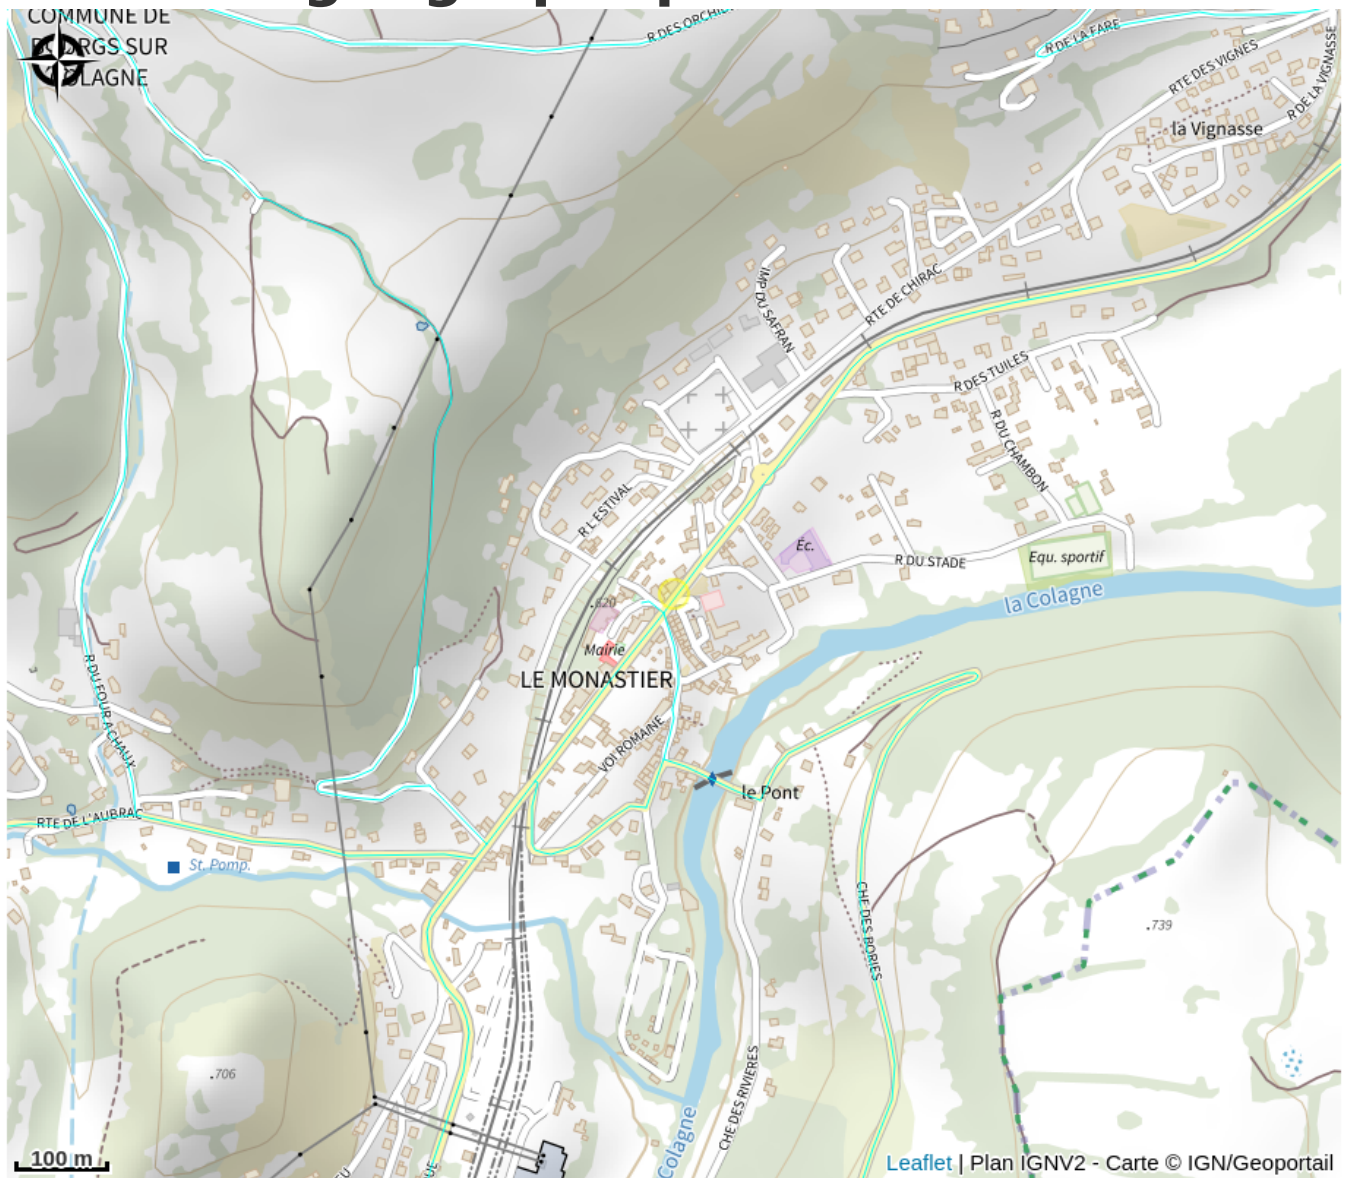 COMMUNE DE
BOURGS SUR
COLAGNE
R DES ORCHID
R DE LA FARE
RTE DES VIGNES
R DE LA VIGNASSE
la Vignasse
IMP DU SAFRAN
RTE DE CHIRAC
R DES TUILES
R DU CHAMBON
R L ESTIVAL
Éc.
R DU STADE
Equ. sportif
la Colagne
.620
Mairie
LE MONASTIER
R DU FOUR A CHAUX
VOI ROMAINE
le Pont
RTE DE L'AUBRAC
St. Pomp.
CHE DES BORIES
.739
.706
CHE DES RIVIERES
Colagne
100 m
Leaflet | Plan IGNV2 - Carte © IGN/Geoportail